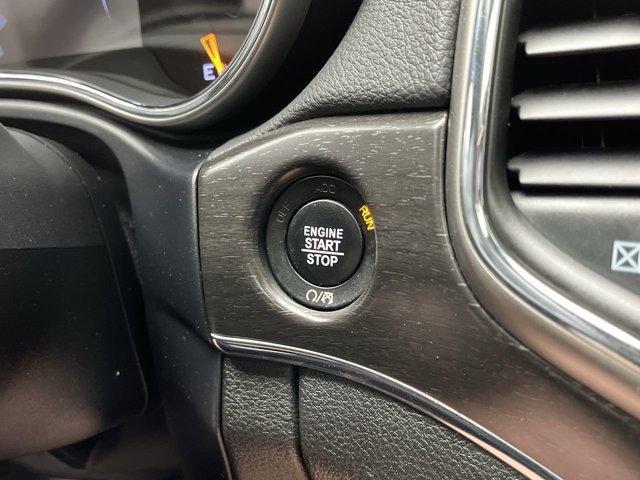 E
ACC
OFF
RUN
ENGINE
START
STOP